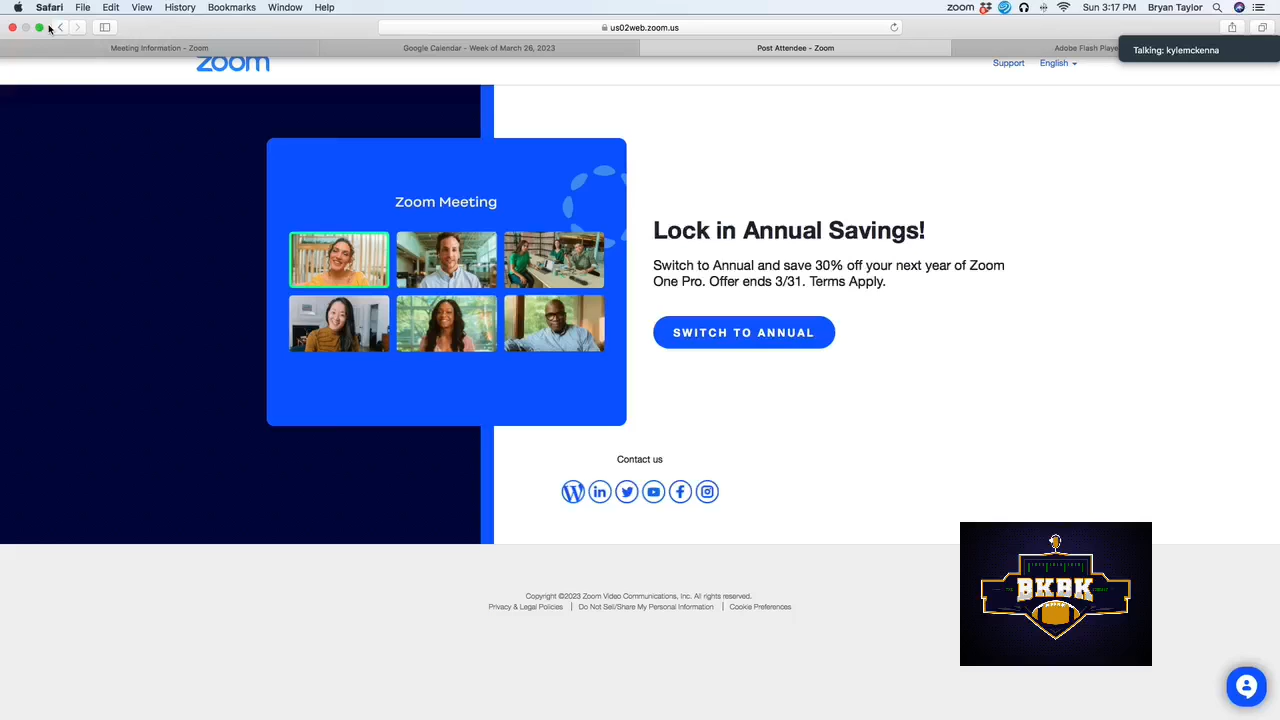 Safari File Edit View History Bookmarks Window Help
zoom Sun 3:17 PM Bryan Taylor
us02web.zoom.us
Meeting Information - Zoom
Google Calendar - Week of March 26, 2023
Post Attendee - Zoom
Adobe Flash Playe
Talking: kylemckenna
zoom
Support English
Zoom Meeting
Lock in Annual Savings!
Switch to Annual and save 30% off your next year of Zoom
One Pro. Offer ends 3/31. Terms Apply.
SWITCH TO ANNUAL
Contact us
BKBK
Copyright ©2023 Zoom Video Communications, Inc. All rights reserved.
Privacy & Legal Policies | Do Not Sell/Share My Personal Information | Cookie Preferences